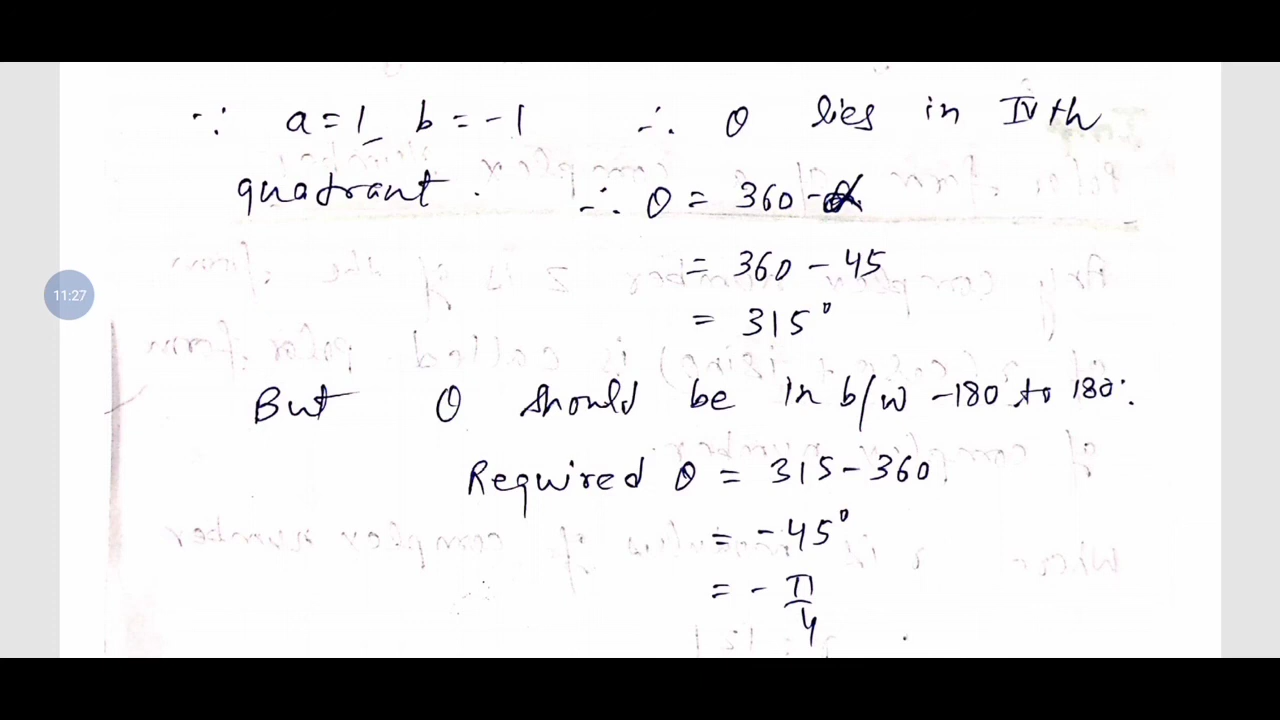 ∵ a = 1, b = -1 ∴ θ lies in IVth
quadrant. ∴ θ = 360 - α
= 360 - 45
= 315°
11:27
But θ should be in b/w -180 to 180.
Required θ = 315 - 360.
= -45°
= - π/4